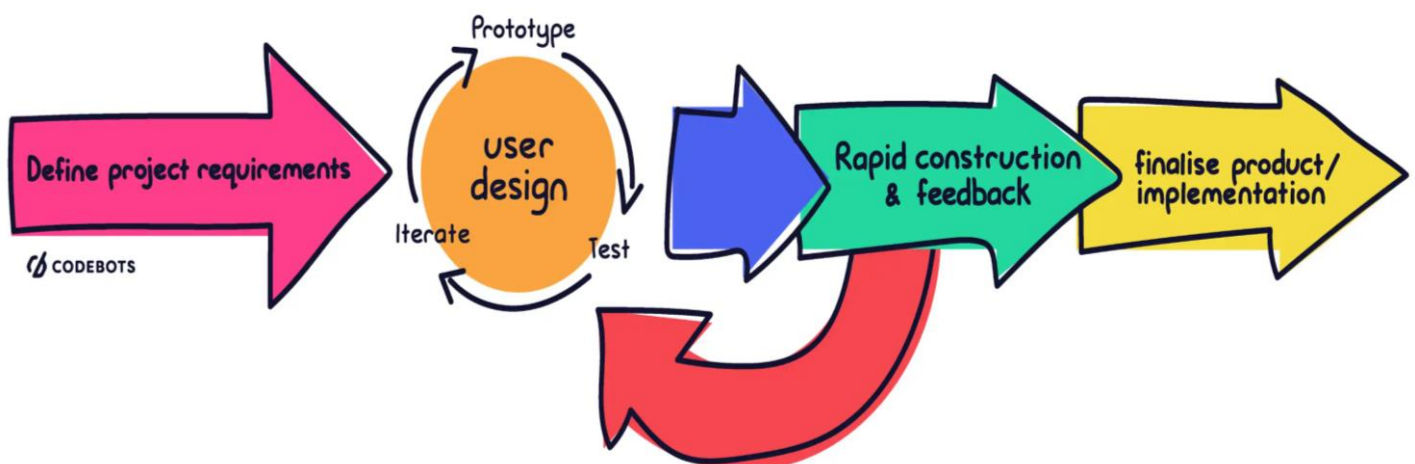 Define project requirements
CODEBOTS
Prototype
user
design
Iterate
Test
Rapid construction
& feedback
finalise product/
implementation